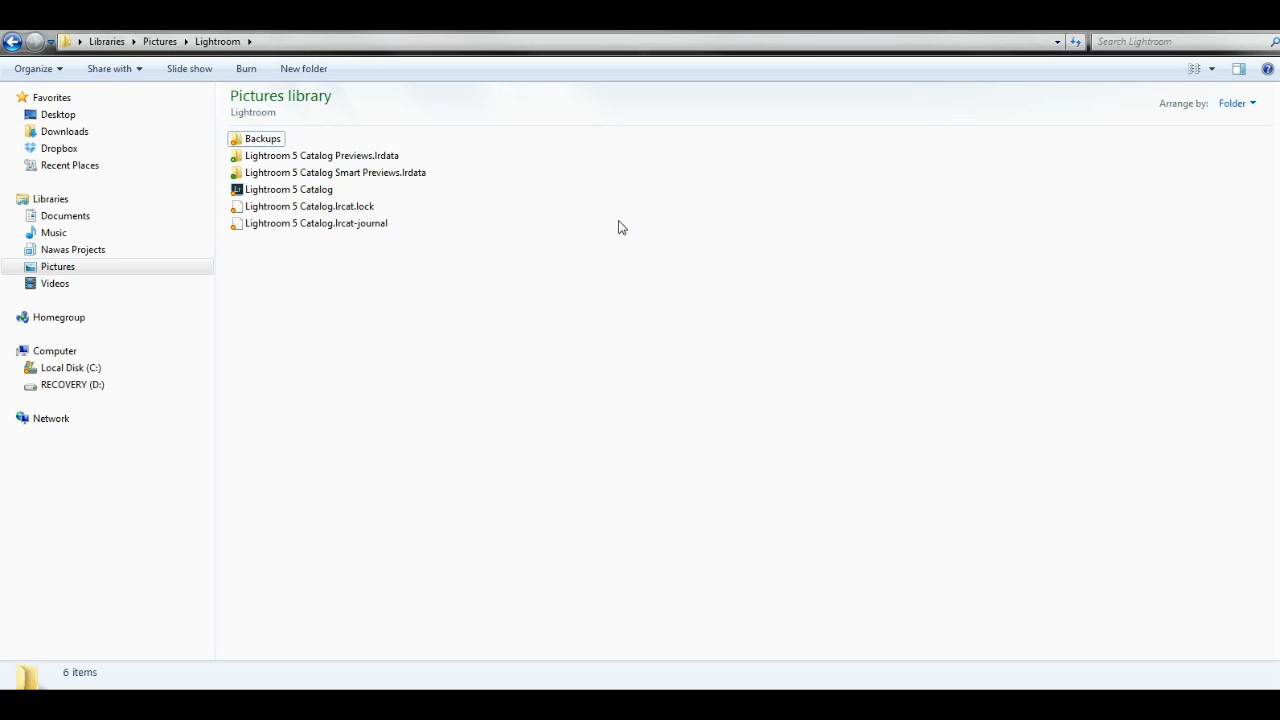 Libraries
Pictures
Lightroom
Search Lightroom
Organize
Share with
Slide show
Burn
New folder
Favorites
Desktop
Downloads
Dropbox
Recent Places
Libraries
Documents
Music
Nawas Projects
Pictures
Videos
Homegroup
Computer
Local Disk (C:)
RECOVERY (D:)
Network
Pictures library
Lightroom
Arrange by: Folder
Backups
Lightroom 5 Catalog Previews.lrdata
Lightroom 5 Catalog Smart Previews.lrdata
Lightroom 5 Catalog
Lightroom 5 Catalog.lrcat.lock
Lightroom 5 Catalog.lrcat-journal
6 items